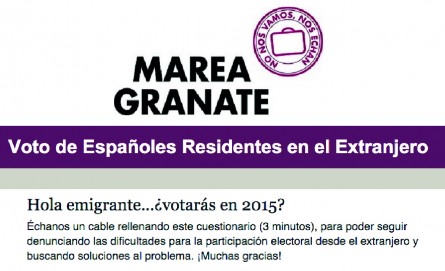 NO NOS VAMOS, NOS ECHAN
MAREA
GRANATE
Voto de Españoles Residentes en el Extranjero
Hola emigrante...¿votarás en 2015?
Échanos un cable rellenando este cuestionario (3 minutos), para poder seguir
denunciando las dificultades para la participación electoral desde el extranjero y
buscando soluciones al problema. ¡Muchas gracias!